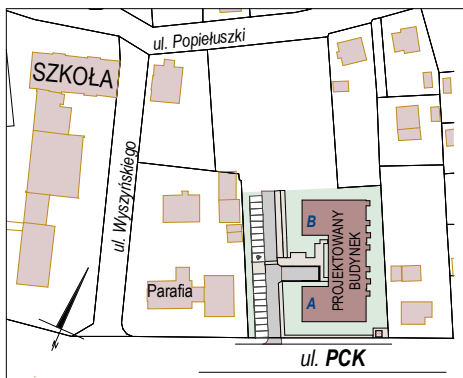 ul. Popiełuszki
SZKOŁA
ul. Wyszyńskiego
B
PROJEKTOWANY
BUDYNEK
A
Parafia
N
ul. PCK